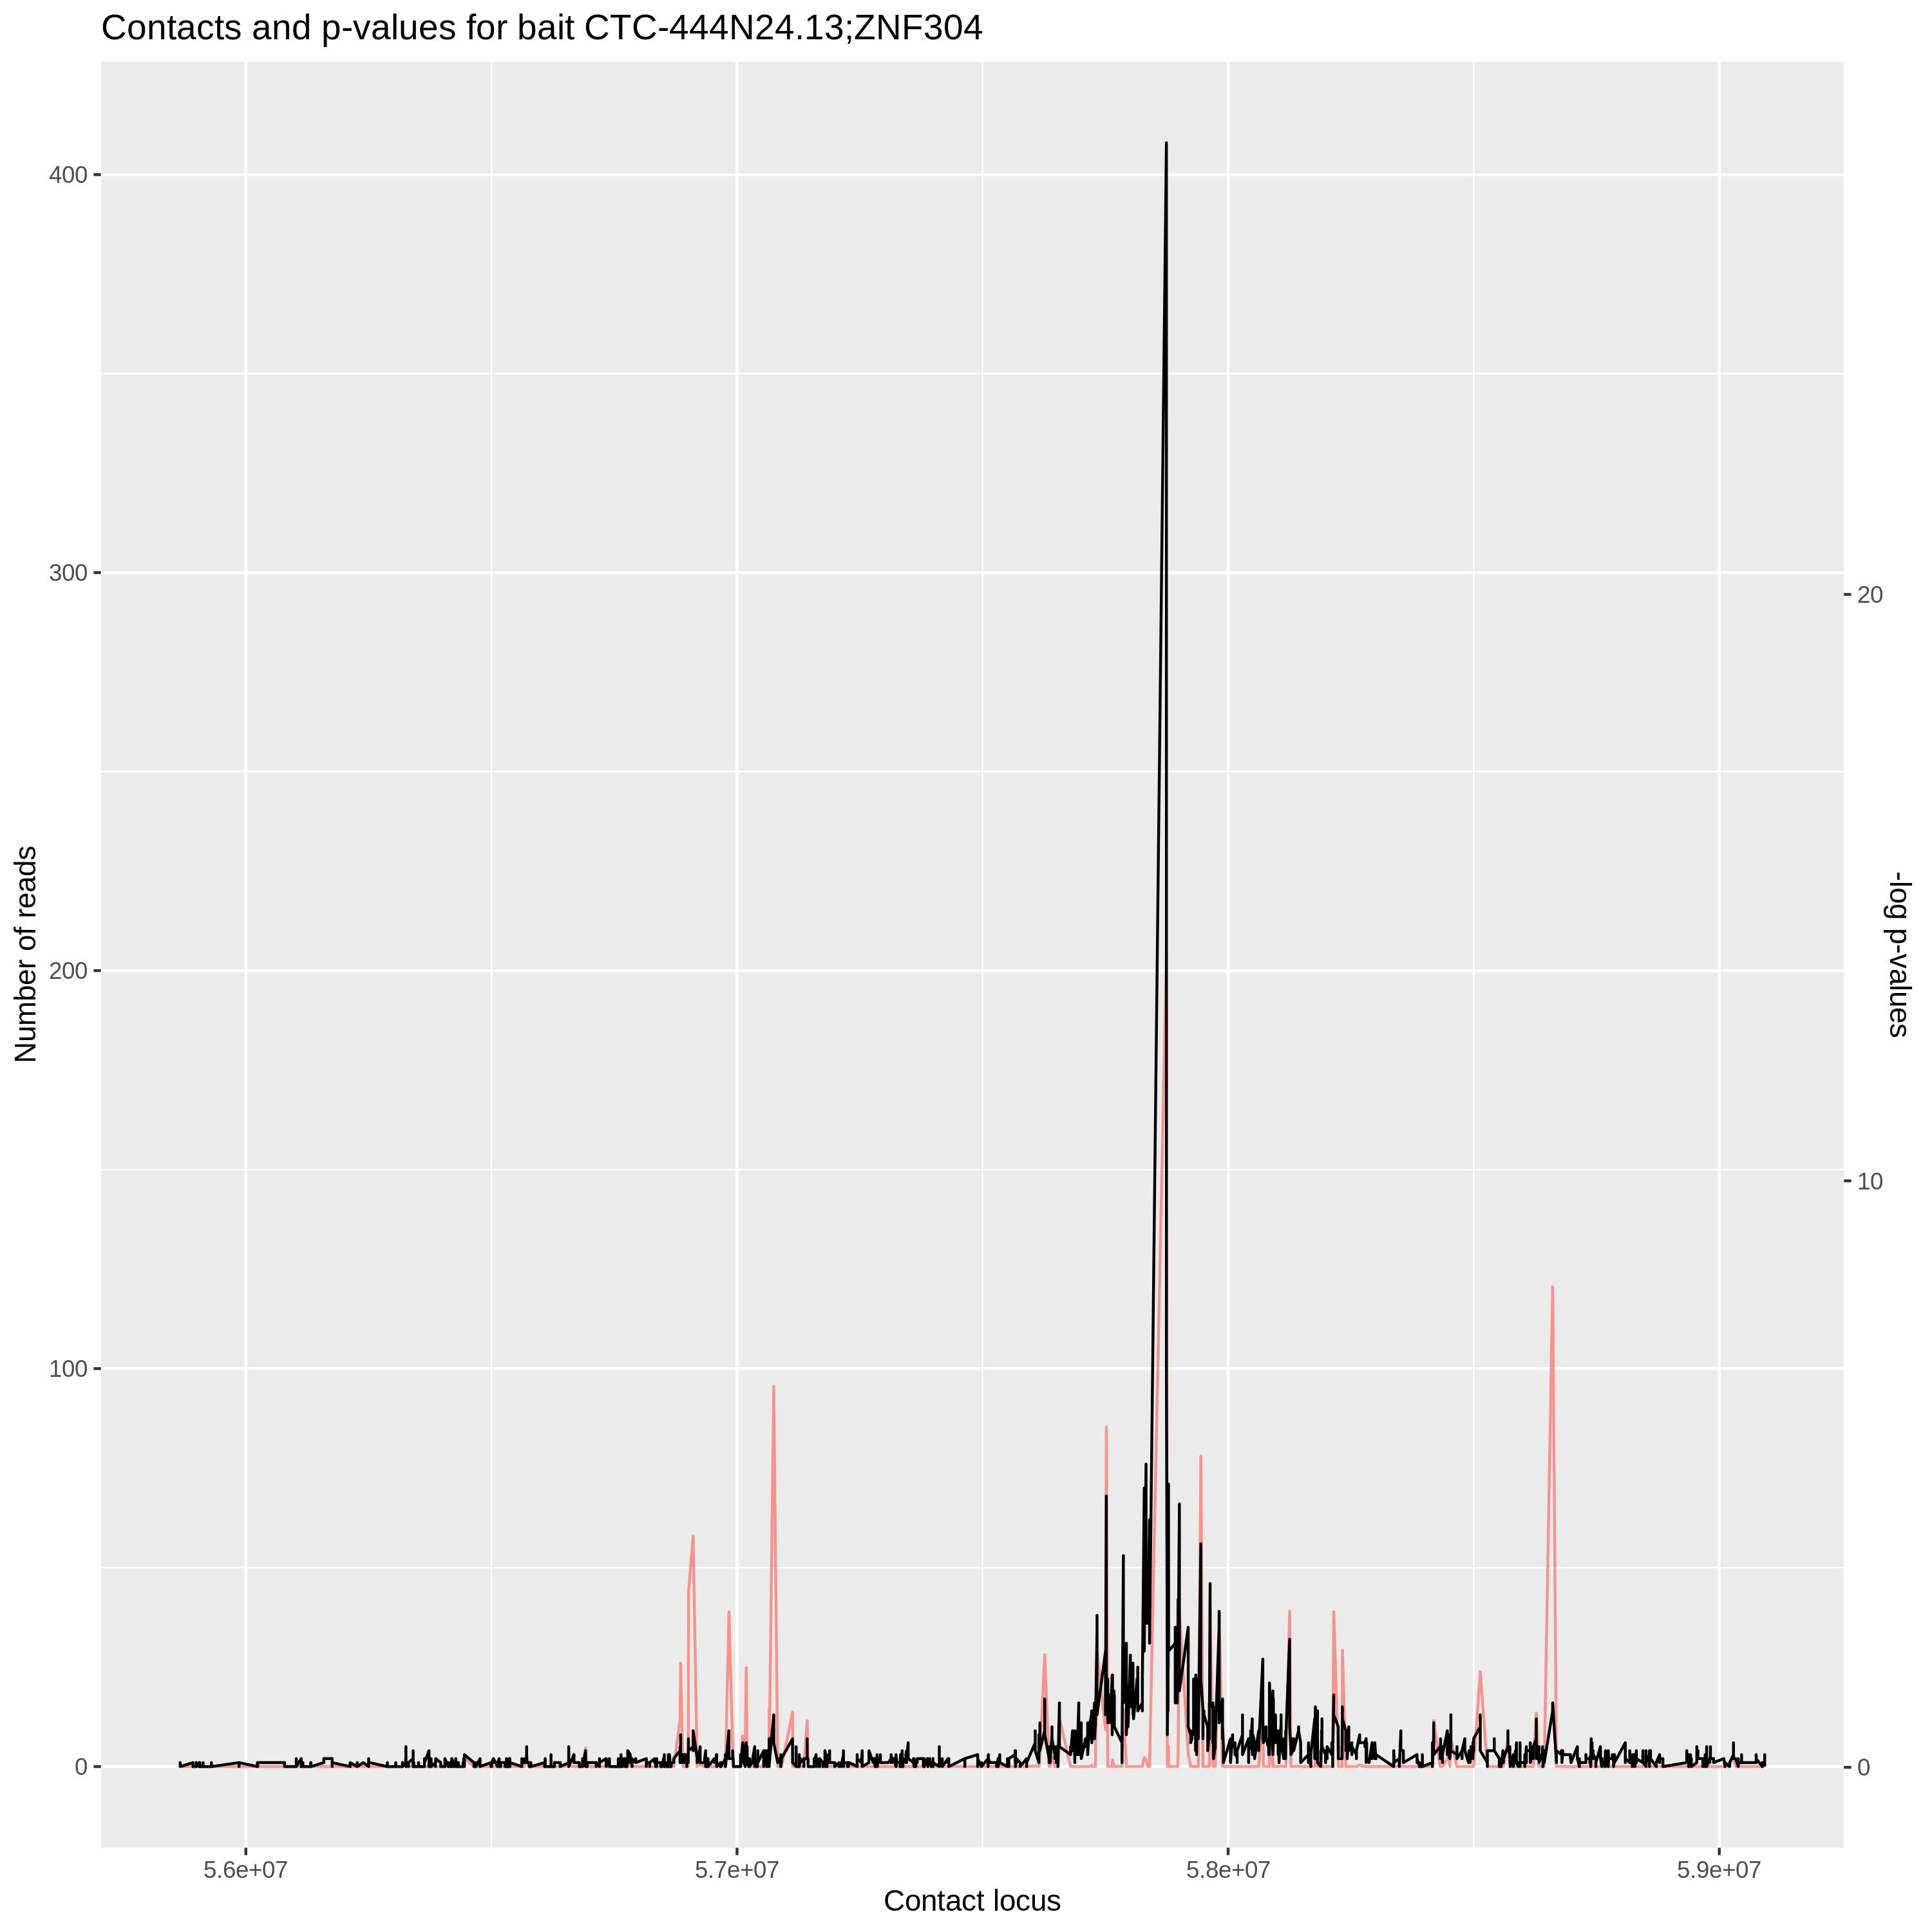 Contacts and p-values for bait CTC-444N24.13;ZNF304
400
300
200
100
0
Number of reads
20
10
0
-log p-values
5.6e+07
5.7e+07
5.8e+07
5.9e+07
Contact locus